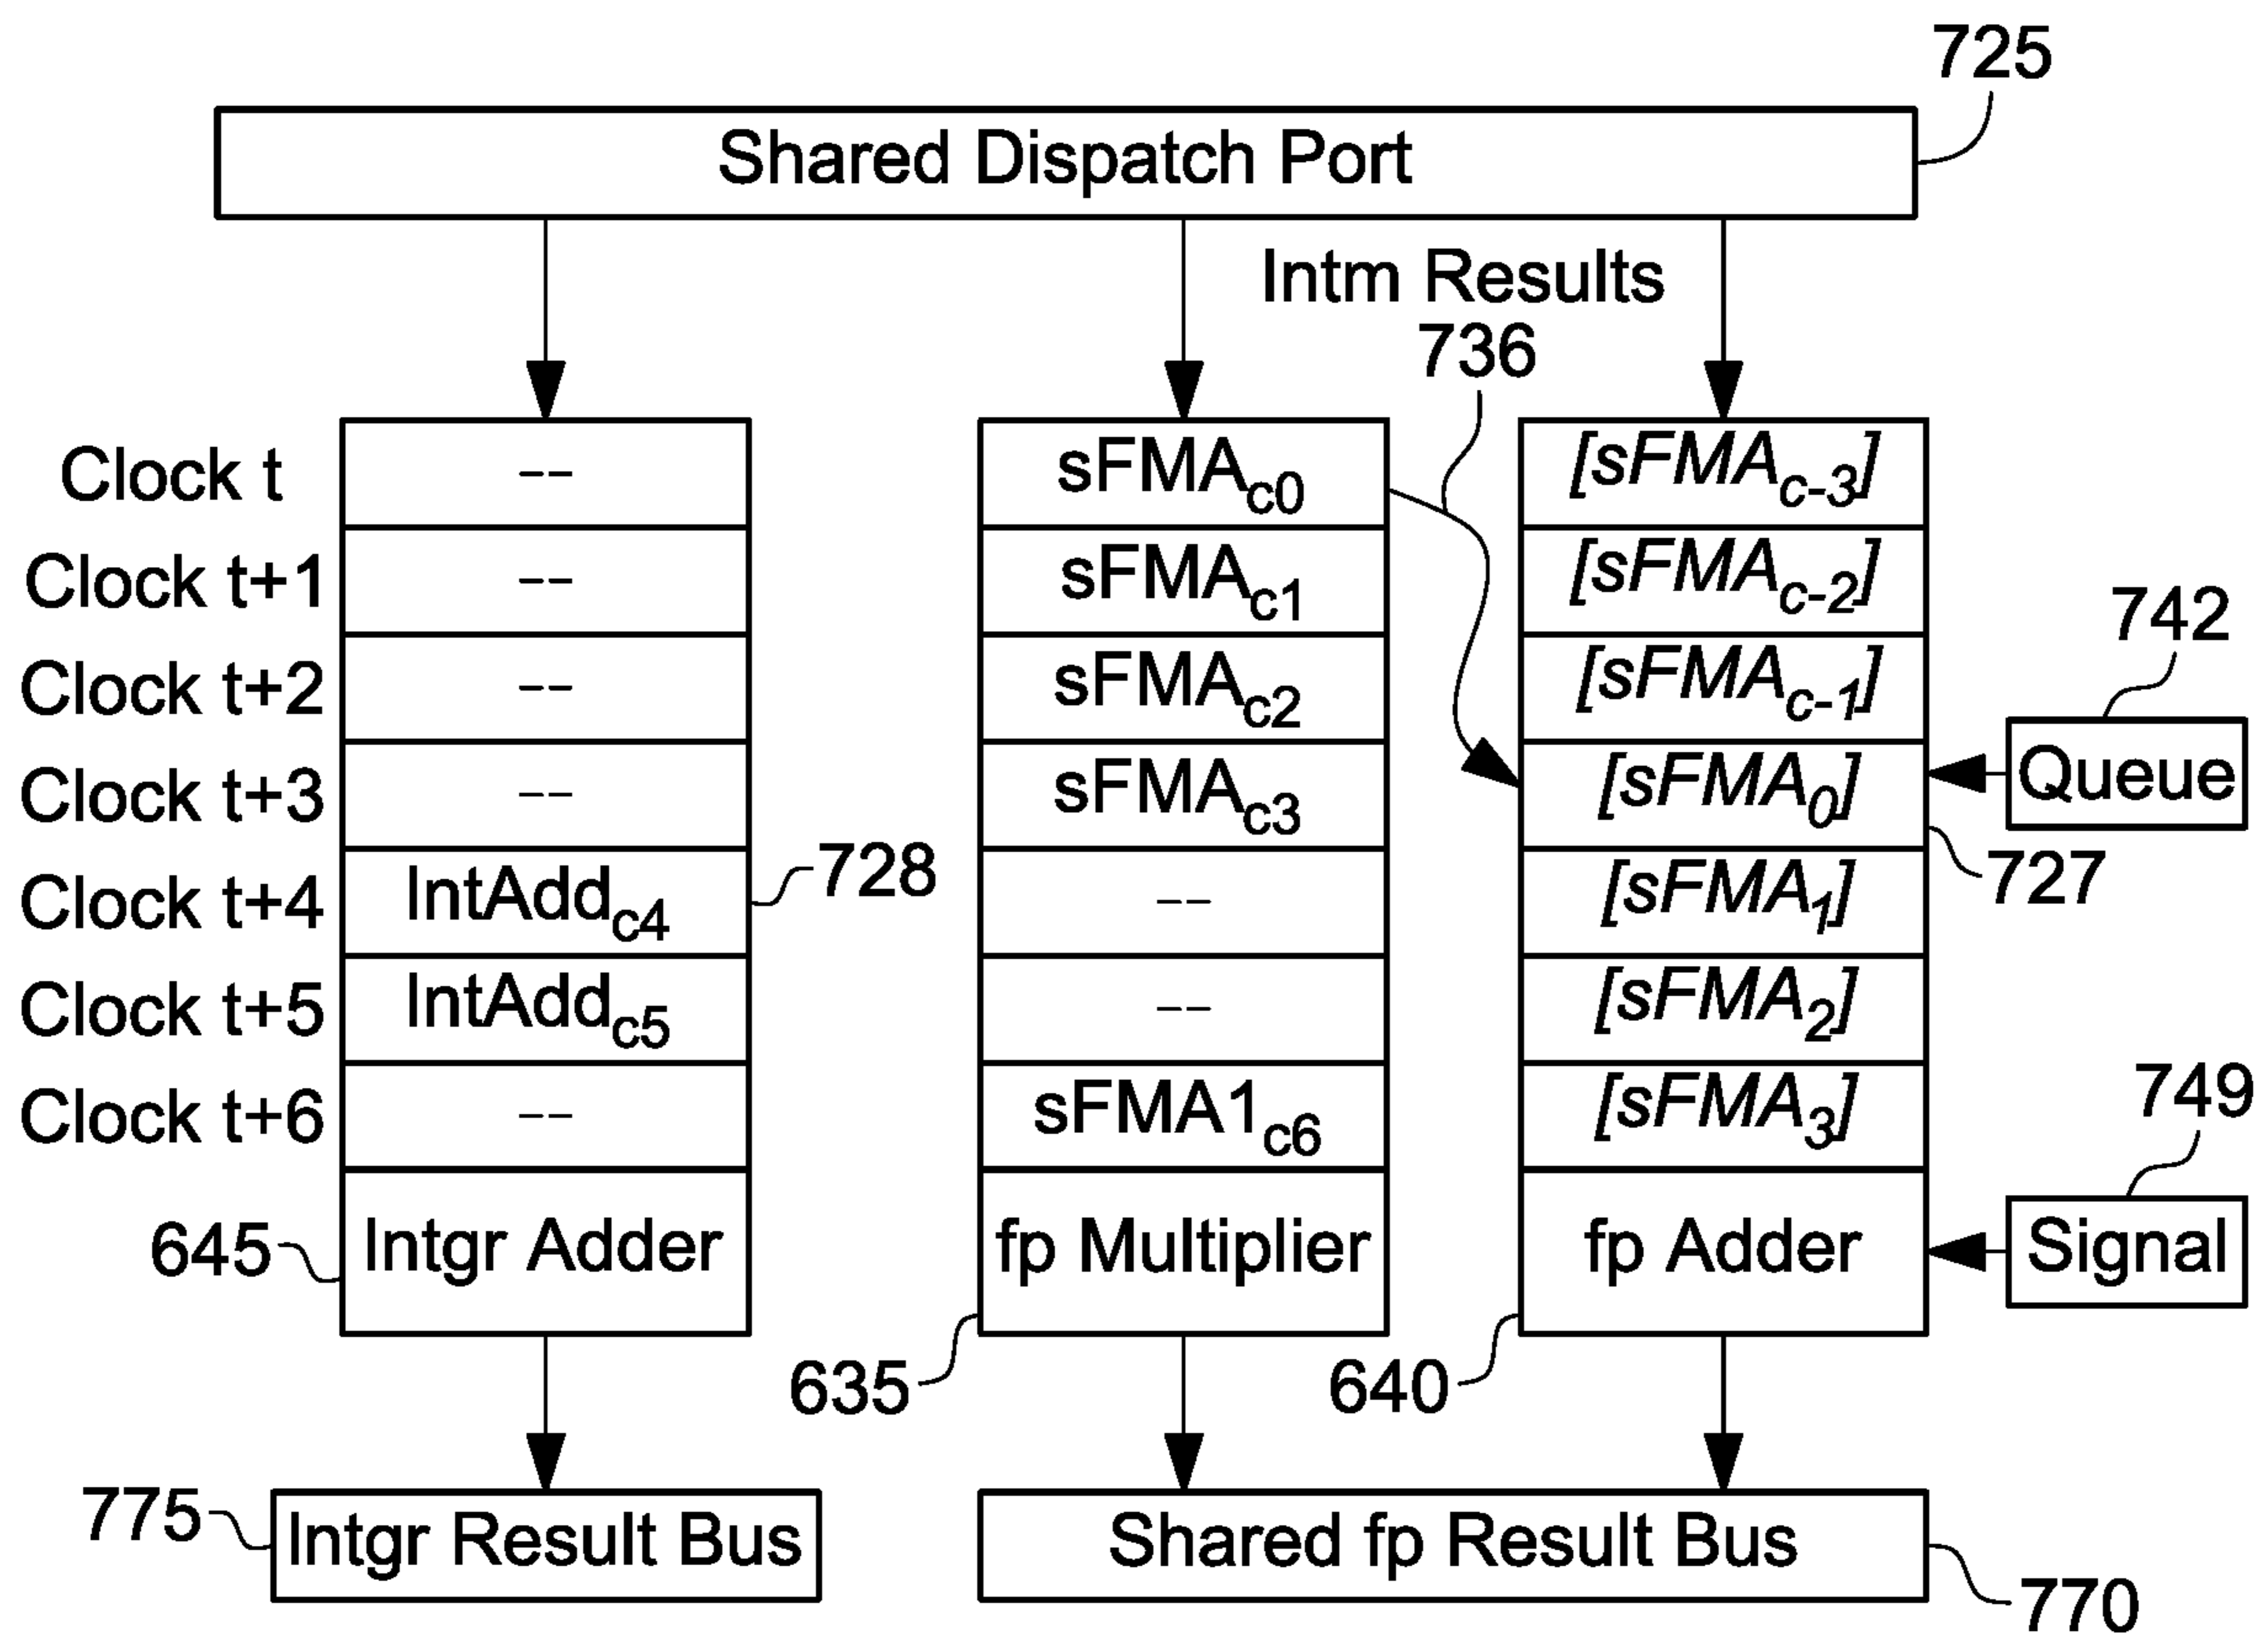 725
Shared Dispatch Port
Intm Results
736
Clock t -- sFMAc0 [sFMAc-3]
Clock t+1 -- sFMAc1 [sFMAc-2]
742
Clock t+2 -- sFMAc2 [sFMAc-1]
Clock t+3 -- sFMAc3 [sFMA0] Queue
728 727
Clock t+4 IntAddc4 -- [sFMA1]
Clock t+5 IntAddc5 -- [sFMA2]
749
Clock t+6 -- sFMA1c6 [sFMA3]
645 Intgr Adder fp Multiplier fp Adder Signal
635 640
775 Intgr Result Bus Shared fp Result Bus
770